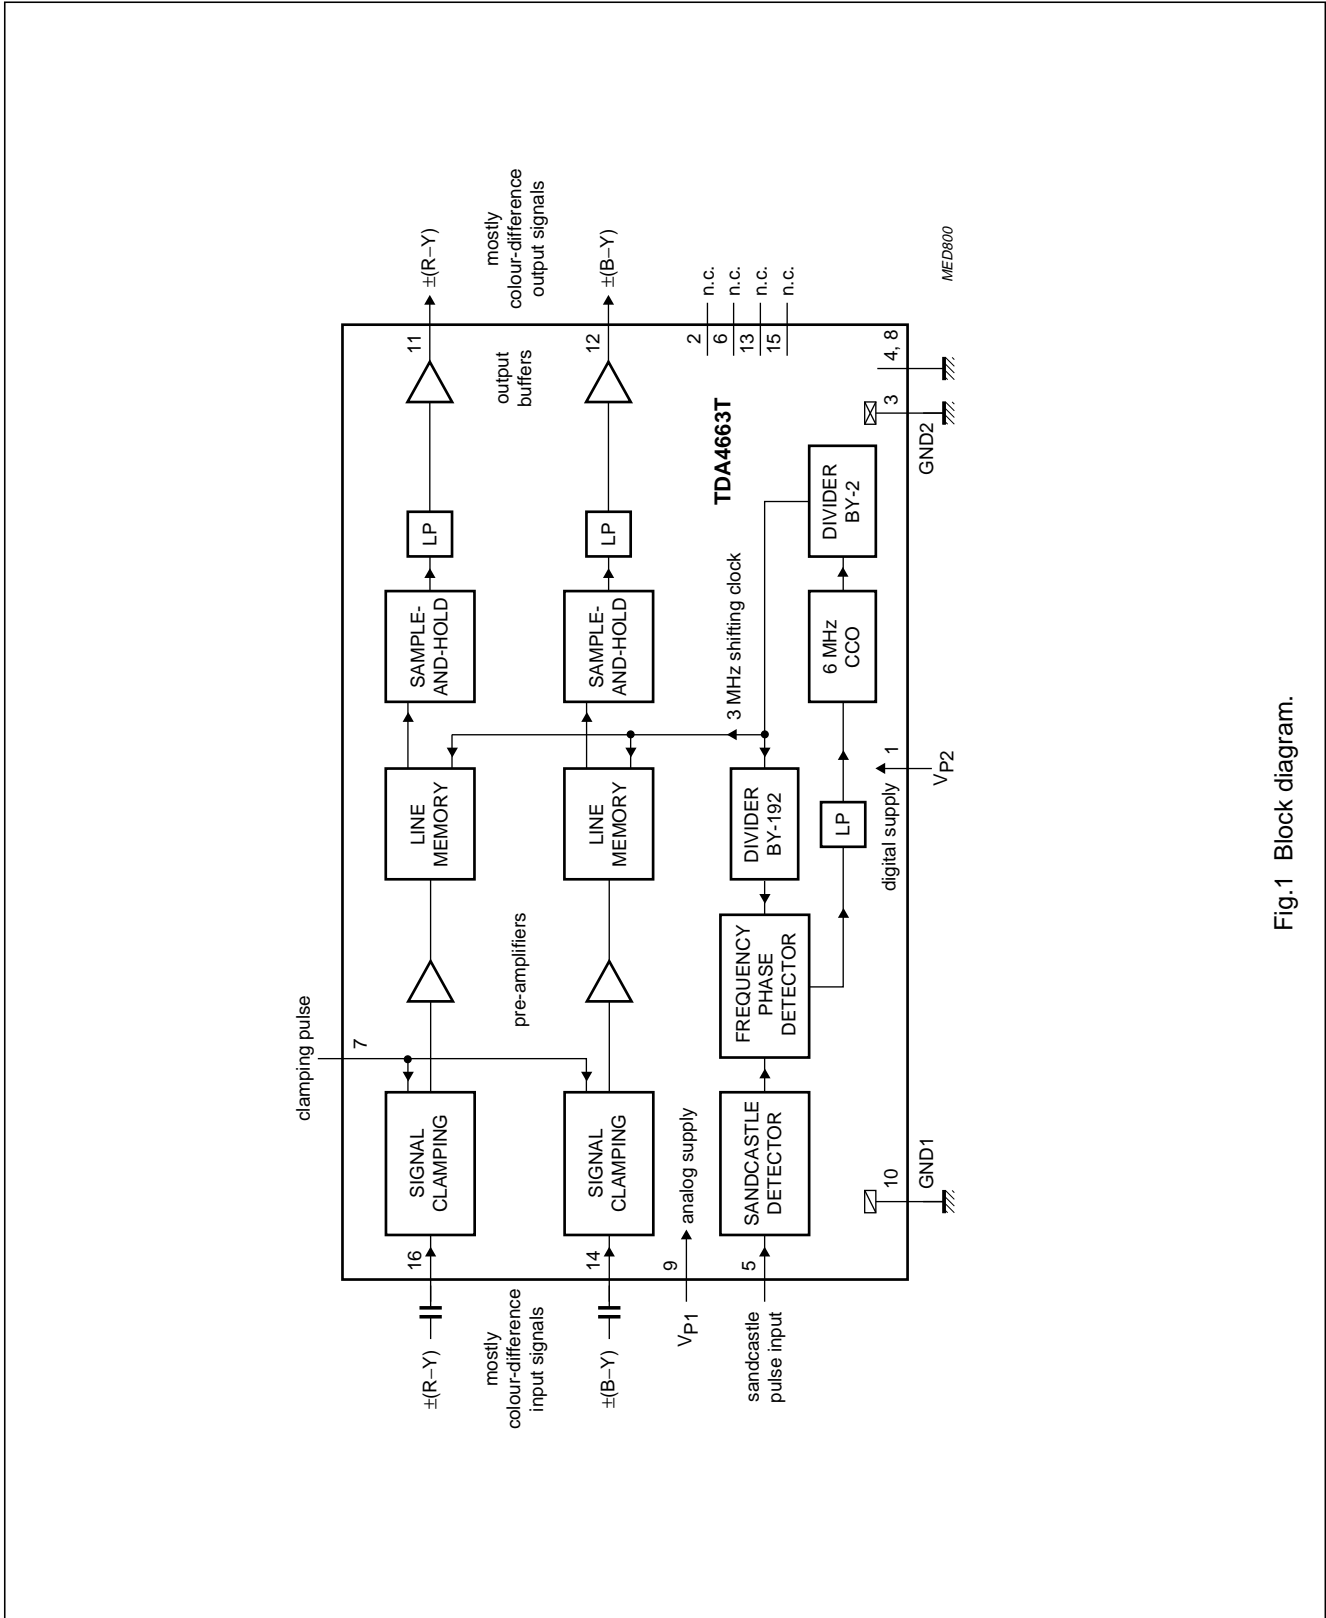 clamping pulse
7
±(R−Y)
16
SIGNAL
CLAMPING
LINE
MEMORY
SAMPLE-
AND-HOLD
LP
11
±(R−Y)
mostly
colour-difference
input signals
pre-amplifiers
output
buffers
mostly
colour-difference
output signals
±(B−Y)
14
SIGNAL
CLAMPING
LINE
MEMORY
SAMPLE-
AND-HOLD
LP
12
±(B−Y)
VP1
9
analog supply
3 MHz shifting clock
TDA4663T
2
n.c.
6
n.c.
13
n.c.
15
n.c.
sandcastle
pulse input
5
SANDCASTLE
DETECTOR
FREQUENCY
PHASE
DETECTOR
DIVIDER
BY-192
LP
6 MHz
CCO
DIVIDER
BY-2
10
GND1
digital supply
1
VP2
3
GND2
4, 8
MED800
Fig.1 Block diagram.